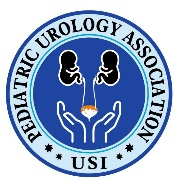 PEDIATRIC UROLOGY ASSOCIATION
USI